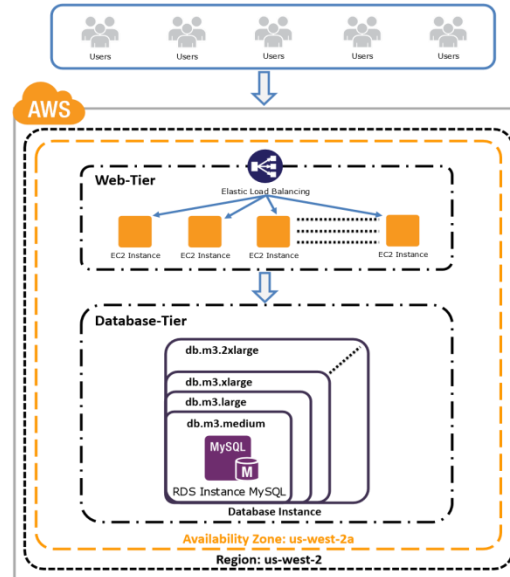 Users
Users
Users
Users
Users
AWS
Web-Tier
Elastic Load Balancing
EC2 Instance
EC2 Instance
EC2 Instance
EC2 Instance
Database-Tier
db.m3.2xlarge
db.m3.xlarge
db.m3.large
db.m3.medium
MySQL
M
RDS Instance MySQL
Database Instance
Availability Zone: us-west-2a
Region: us-west-2